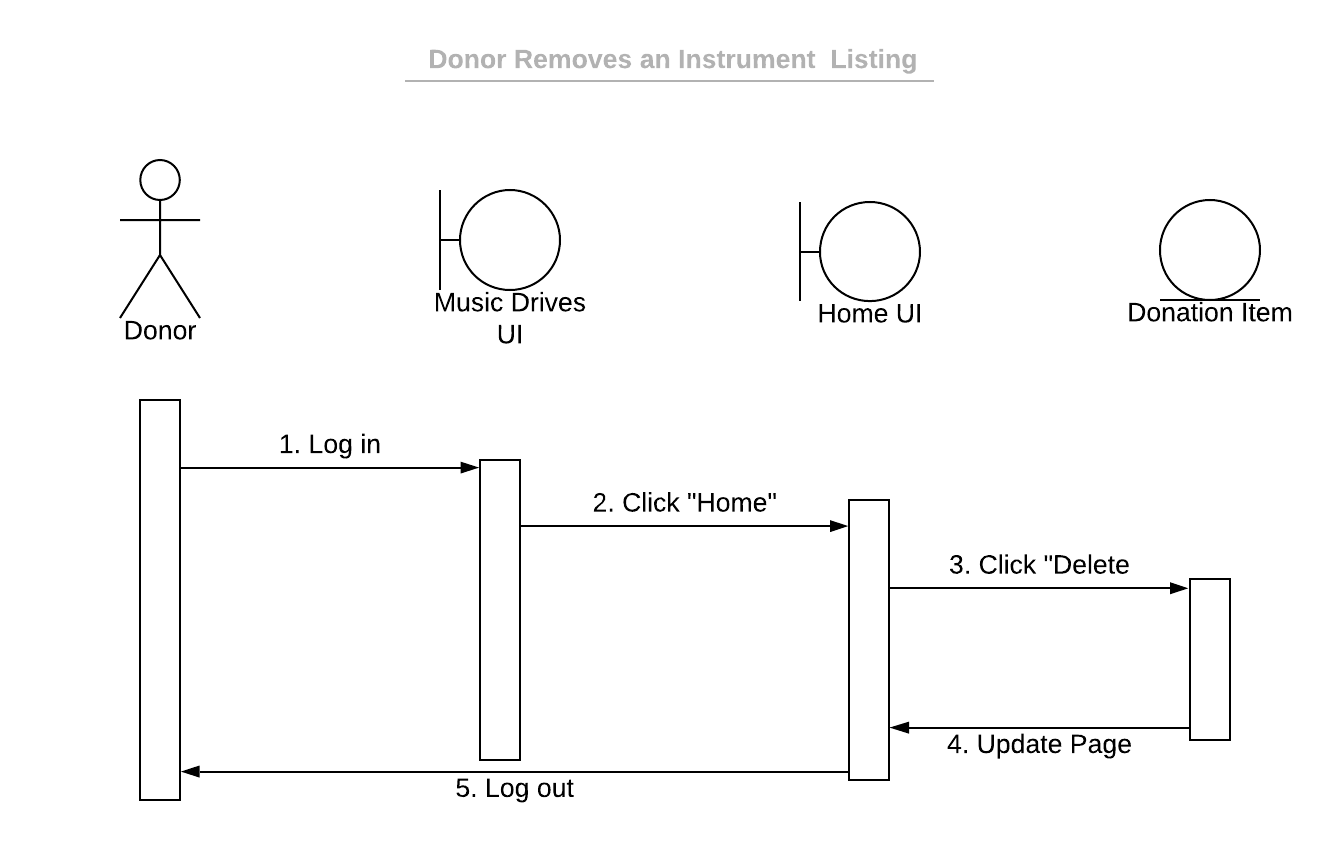 Donor Removes an Instrument  Listing
Donor
Music Drives
UI
Home UI
Donation Item
1. Log in
2. Click "Home"
3. Click "Delete
4. Update Page
5. Log out